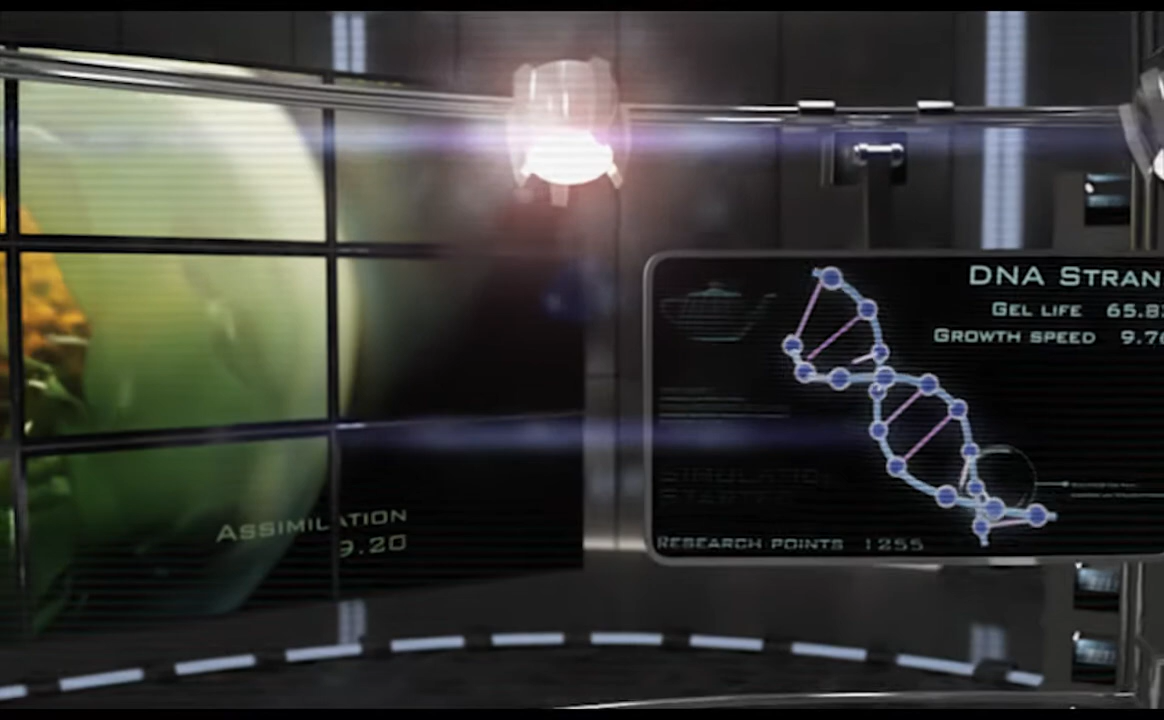 ASSIMILATION
9.20
DNA STRAN
GEL LIFE 65.8
GROWTH SPEED 9.7
RESEARCH POINTS 1255